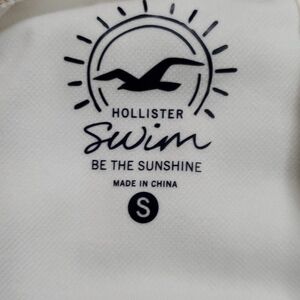 HOLLISTER
Swim
BE THE SUNSHINE
MADE IN CHINA
S